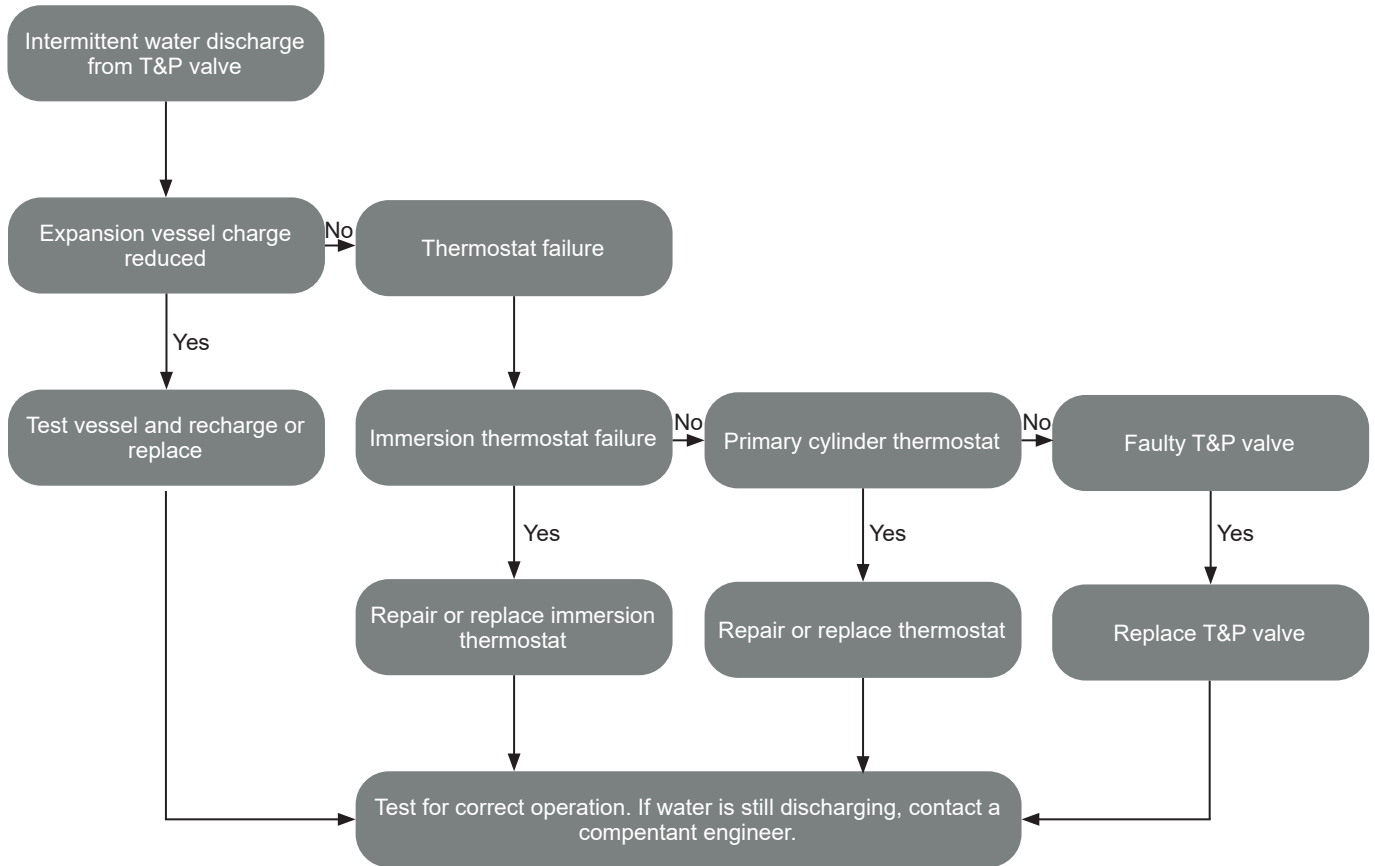 Intermittent water discharge
from T&P valve
Expansion vessel charge
reduced
No
Thermostat failure
Yes
Test vessel and recharge or
replace
Immersion thermostat failure
No
Primary cylinder thermostat
No
Faulty T&P valve
Yes
Yes
Yes
Repair or replace immersion
thermostat
Repair or replace thermostat
Replace T&P valve
Test for correct operation. If water is still discharging, contact a
compentant engineer.